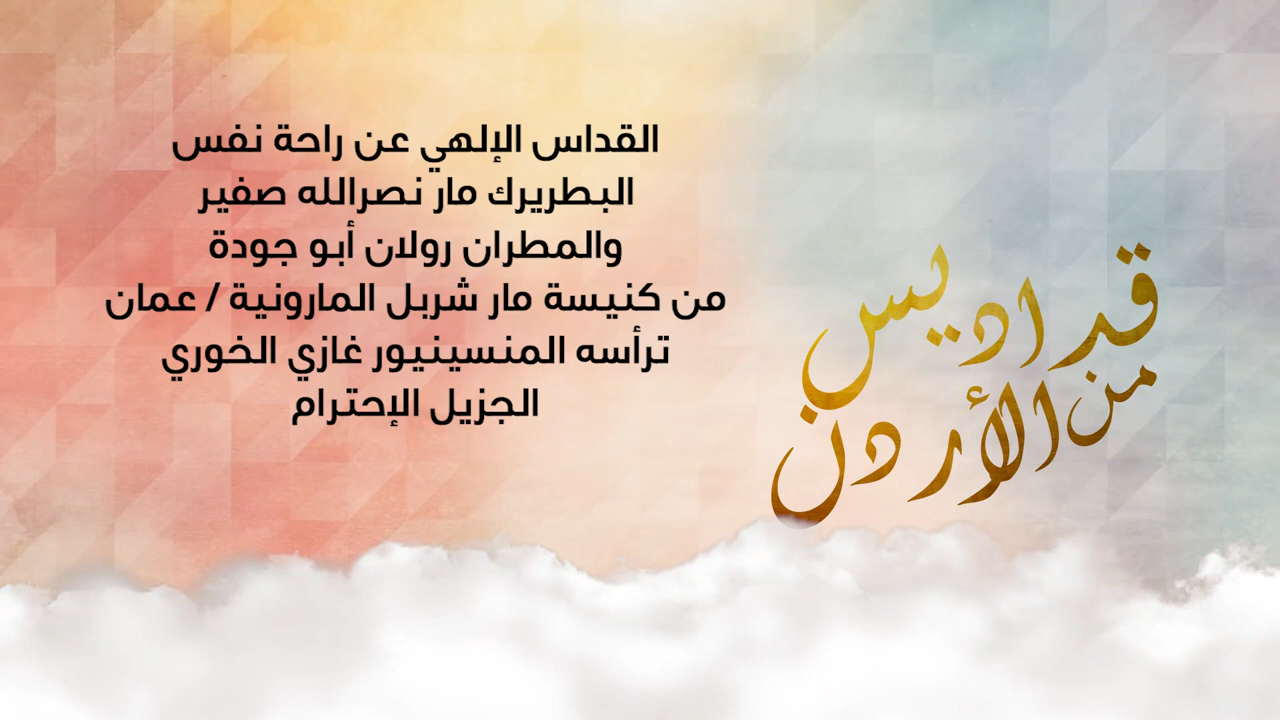 القداس الإلهي عن راحة نفس
البطريرك مار نصرالله صفير
والمطران رولان أبو جودة
من كنيسة مار شربل المارونية / عمان
ترأسه المنسينيور غازي الخوري
الجزيل الإحترام
قداديس
من الأردن